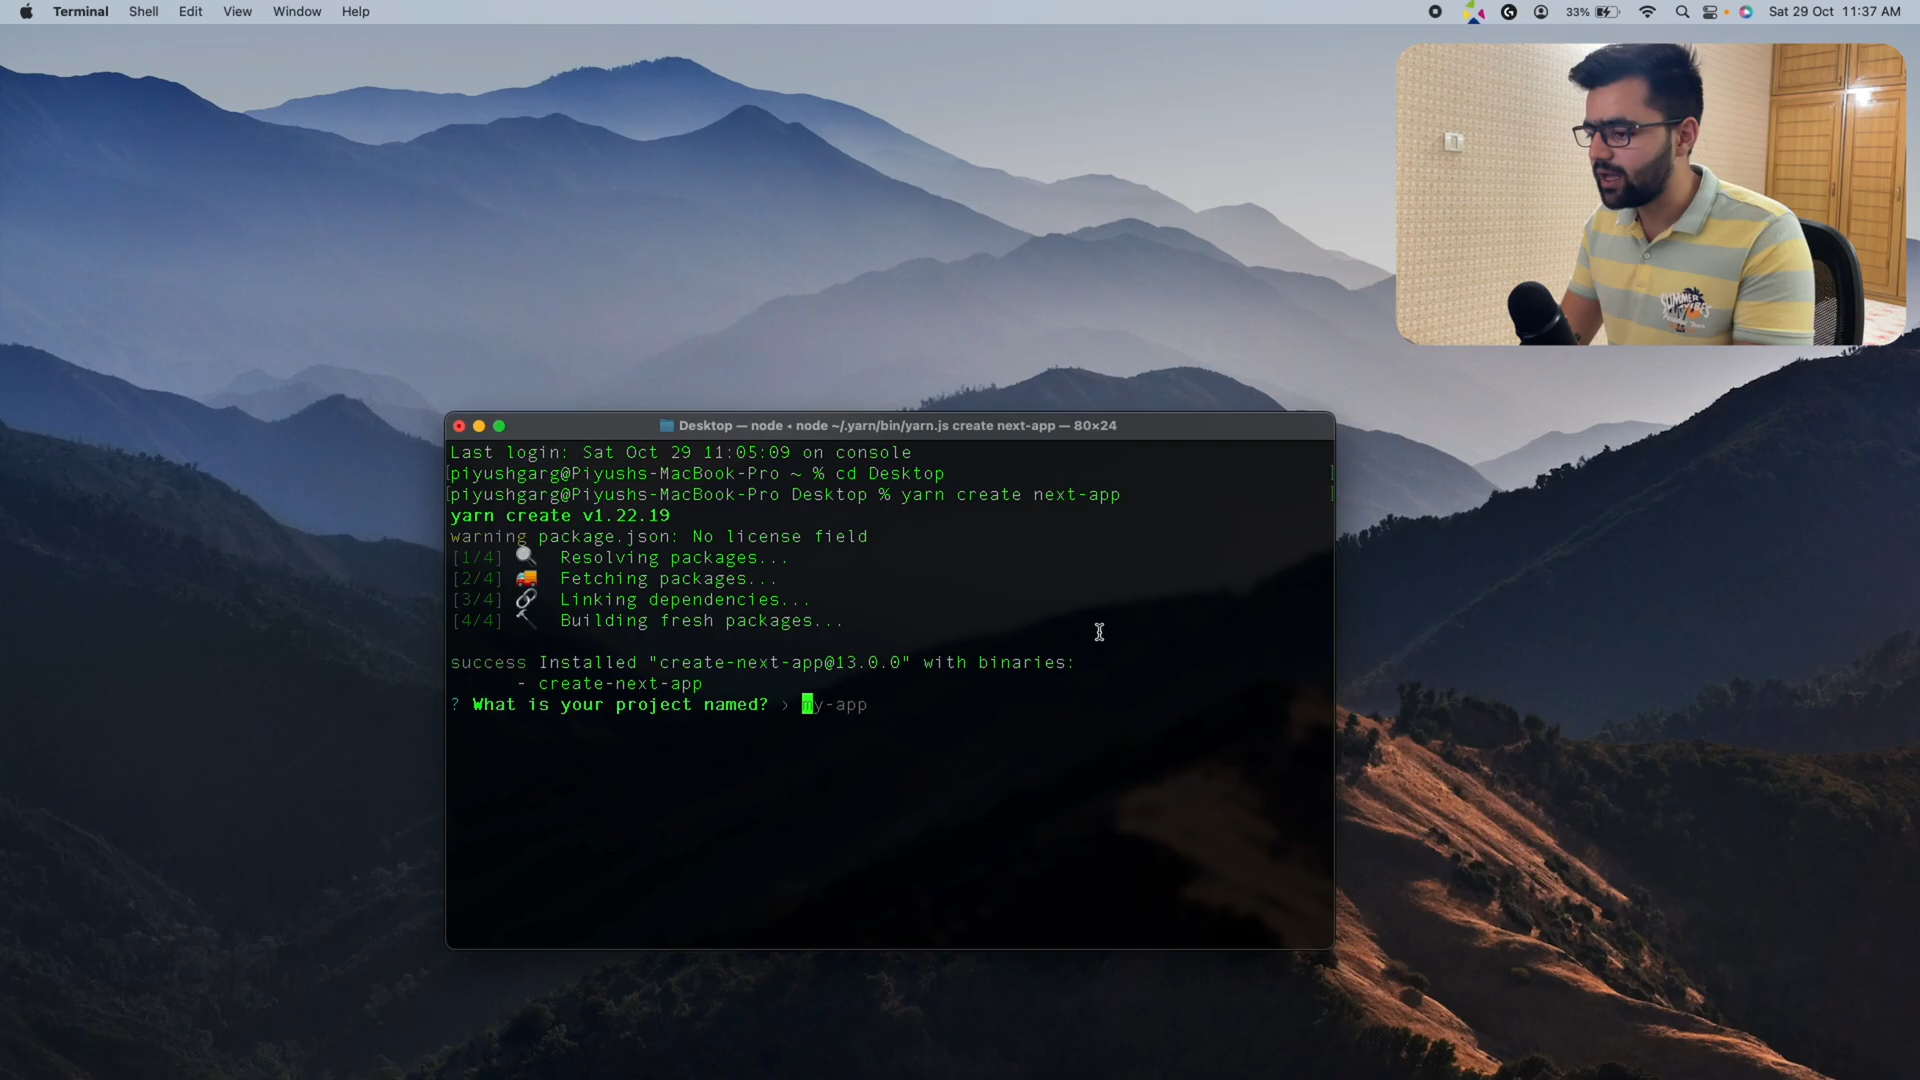 Terminal Shell Edit View Window Help 33% Sat 29 Oct 11:37 AM
SUMMER
VIBES
Desktop — node ◂ node ~/.yarn/bin/yarn.js create next-app — 80×24
Last login: Sat Oct 29 11:05:09 on console
[piyushgarg@Piyushs-MacBook-Pro ~ % cd Desktop ]
[piyushgarg@Piyushs-MacBook-Pro Desktop % yarn create next-app ]
yarn create v1.22.19
warning package.json: No license field
[1/4] 🔍 Resolving packages...
[2/4] 🚚 Fetching packages...
[3/4] 🔗 Linking dependencies...
[4/4] 🔨 Building fresh packages...
success Installed "create-next-app@13.0.0" with binaries:
- create-next-app
? What is your project named? › my-app